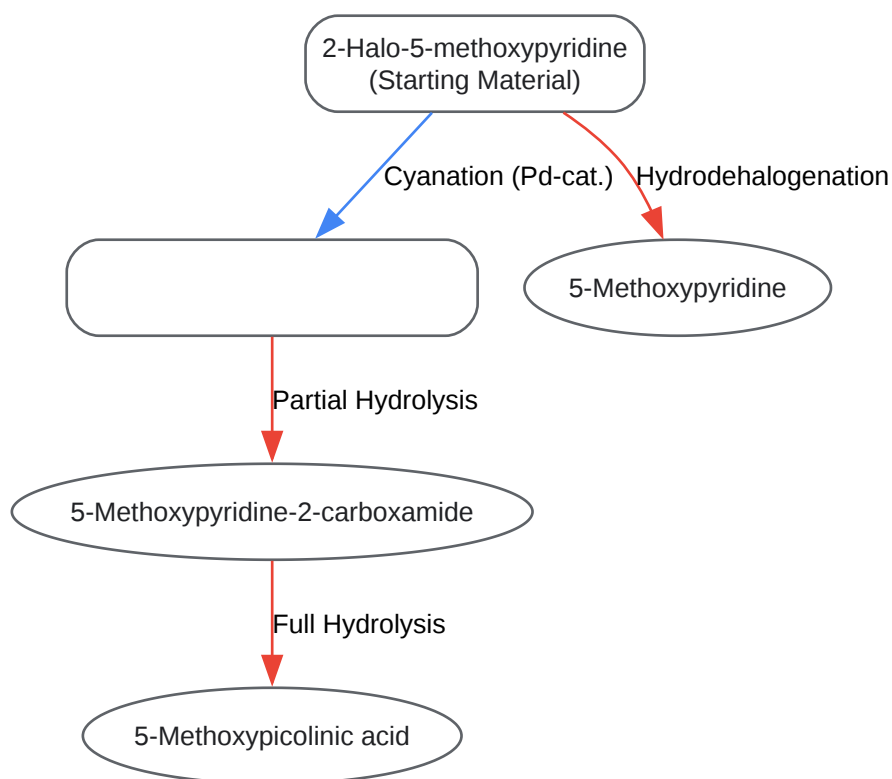 2-Halo-5-methoxypyridine
(Starting Material)
Cyanation (Pd-cat.)
Hydrodehalogenation
5-Methoxypyridine
Partial Hydrolysis
5-Methoxypyridine-2-carboxamide
Full Hydrolysis
5-Methoxypicolinic acid